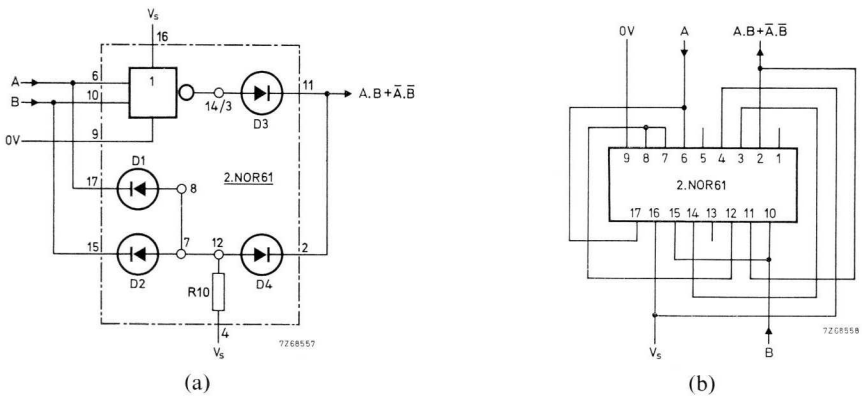 Vs
16
A
6
1
11
A.B + A̅.B̅
B
10
14/3
D3
0V
9
D1
2.NOR61
17
8
15
7
12
2
D2
R10
D4
4
Vs
7Z68557
(a)
0V
A
A.B + A̅.B̅
9 8 7 6 5 4 3 2 1
2.NOR61
17 16 15 14 13 12 11 10
7Z68558
Vs
B
(b)